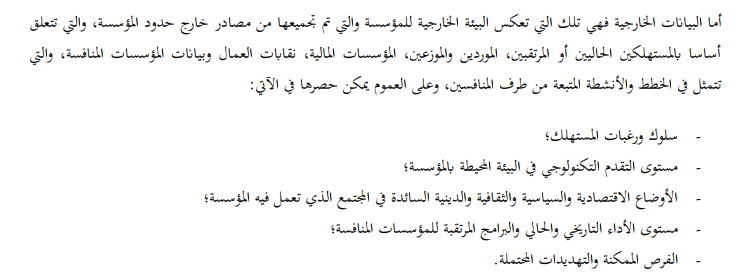 أما البيانات الخارجية فهي تلك التي تعكس البيئة الخارجية للمؤسسة والتي تم تجميعها من مصادر خارج حدود المؤسسة، والتي تتعلق
أساسا بالمستهلكين الحاليين أو المرتقبين، الموردين والموزعين، المؤسسات المالية، نقابات العمال وبيانات المؤسسات المنافسة، والتي
تتمثل في الخطط والأنشطة المتبعة من طرف المنافسين، وعلى العموم يمكن حصرها في الآتي:
- سلوك ورغبات المستهلك؛
- مستوى التقدم التكنولوجي في البيئة المحيطة بالمؤسسة؛
- الأوضاع الاقتصادية والسياسية والثقافية والدينية السائدة في المجتمع الذي تعمل فيه المؤسسة؛
- مستوى الأداء التاريخي والحالي والبرامج المرتقبة للمؤسسات المنافسة؛
- الفرص الممكنة والتهديدات المحتملة.